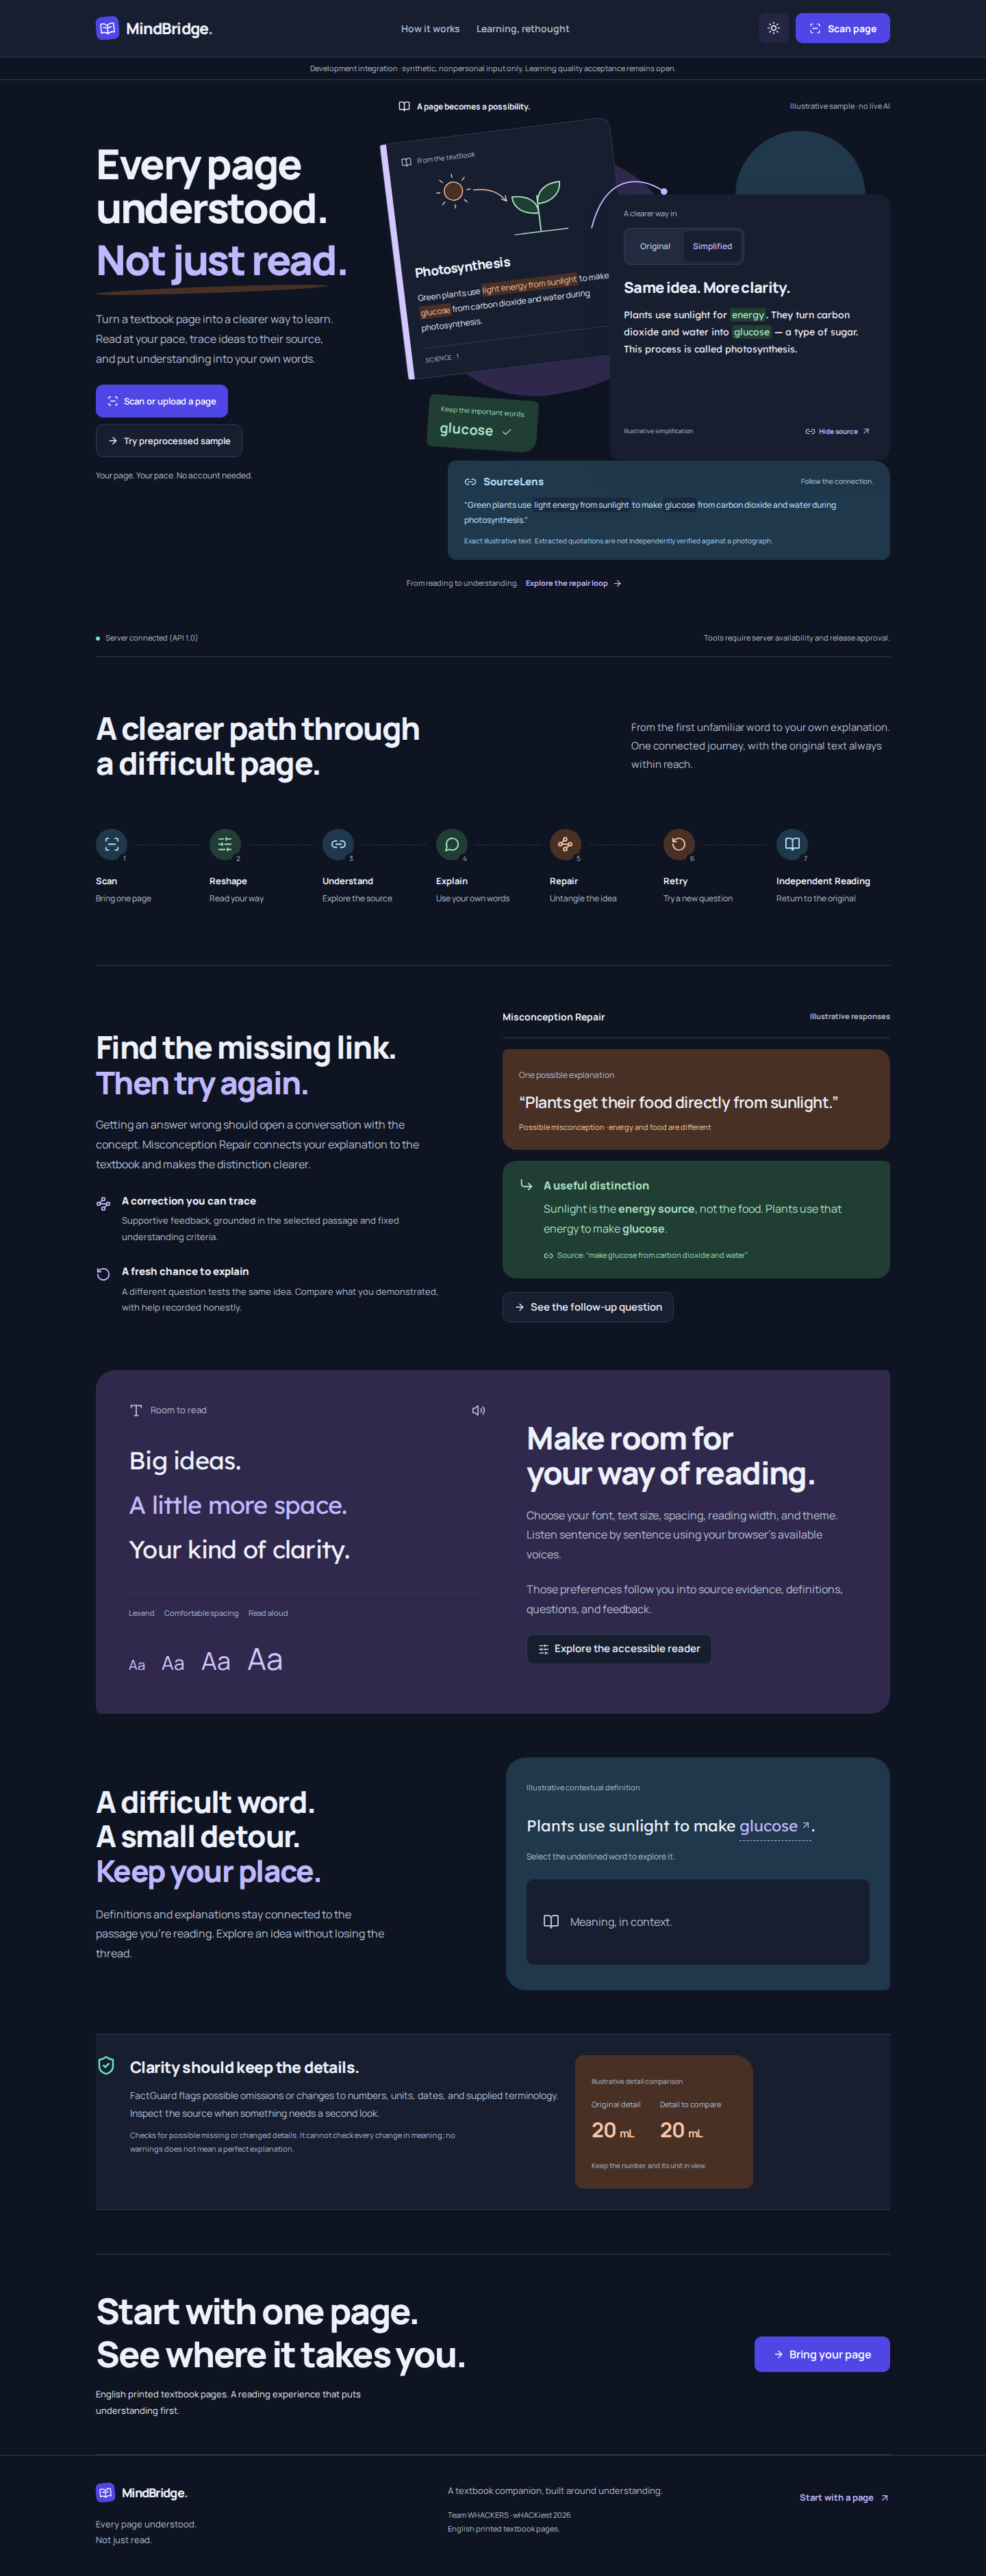 MindBridge.
How it works
Learning, rethought
Scan page
Development integration · synthetic, nonpersonal input only. Learning quality acceptance remains open.
A page becomes a possibility.
Illustrative sample · no live AI
Every page
understood.
Not just read.
Turn a textbook page into a clearer way to learn.
Read at your pace, trace ideas to their source,
and put understanding into your own words.
Scan or upload a page
Try preprocessed sample
Your page. Your pace. No account needed.
From the textbook
Photosynthesis
Green plants use light energy from sunlight to make
glucose from carbon dioxide and water during
photosynthesis.
SCIENCE · 1
Keep the important words.
glucose
A clearer way in
Original
Simplified
Same idea. More clarity.
Plants use sunlight for energy. They turn carbon
dioxide and water into glucose — a type of sugar.
This process is called photosynthesis.
Illustrative simplification
Hide source
SourceLens
Follow the connection.
“Green plants use light energy from sunlight to make glucose from carbon dioxide and water during
photosynthesis.”
Exact illustrative text. Extracted quotations are not independently verified against a photograph.
From reading to understanding.
Explore the repair loop
Server connected (API 1.0)
Tools require server availability and release approval.
A clearer path through
a difficult page.
From the first unfamiliar word to your own explanation.
One connected journey, with the original text always
within reach.
1
Scan
Bring one page
2
Reshape
Read your way
3
Understand
Explore the source
4
Explain
Use your own words
5
Repair
Untangle the idea
6
Retry
Try a new question
7
Independent Reading
Return to the original
Find the missing link.
Then try again.
Getting an answer wrong should open a conversation with the
concept. Misconception Repair connects your explanation to the
textbook and makes the distinction clearer.
A correction you can trace
Supportive feedback, grounded in the selected passage and fixed
understanding criteria.
A fresh chance to explain
A different question tests the same idea. Compare what you demonstrated,
with help recorded honestly.
Misconception Repair
Illustrative responses
One possible explanation
“Plants get their food directly from sunlight.”
Possible misconception · energy and food are different
A useful distinction
Sunlight is the energy source, not the food. Plants use that
energy to make glucose.
Source: “make glucose from carbon dioxide and water”
See the follow-up question
Room to read
Big ideas.
A little more space.
Your kind of clarity.
Lexend
Comfortable spacing
Read aloud
Aa Aa Aa Aa
Make room for
your way of reading.
Choose your font, text size, spacing, reading width, and theme.
Listen sentence by sentence using your browser’s available
voices.
Those preferences follow you into source evidence, definitions,
questions, and feedback.
Explore the accessible reader
A difficult word.
A small detour.
Keep your place.
Definitions and explanations stay connected to the
passage you’re reading. Explore an idea without losing the
thread.
Illustrative contextual definition
Plants use sunlight to make glucose.
Select the underlined word to explore it.
Meaning, in context.
Clarity should keep the details.
FactGuard flags possible omissions or changes to numbers, units, dates, and supplied terminology.
Inspect the source when something needs a second look.
Checks for possible missing or changed details. It cannot check every change in meaning; no
warnings does not mean a perfect explanation.
Illustrative detail comparison
Original detail
Detail to compare
20 mL
20 mL
Keep the number and its unit in view.
Start with one page.
See where it takes you.
English printed textbook pages. A reading experience that puts
understanding first.
Bring your page
MindBridge.
Every page understood.
Not just read.
A textbook companion, built around understanding.
Team WHACKERS · wHACKiest 2026
English printed textbook pages.
Start with a page